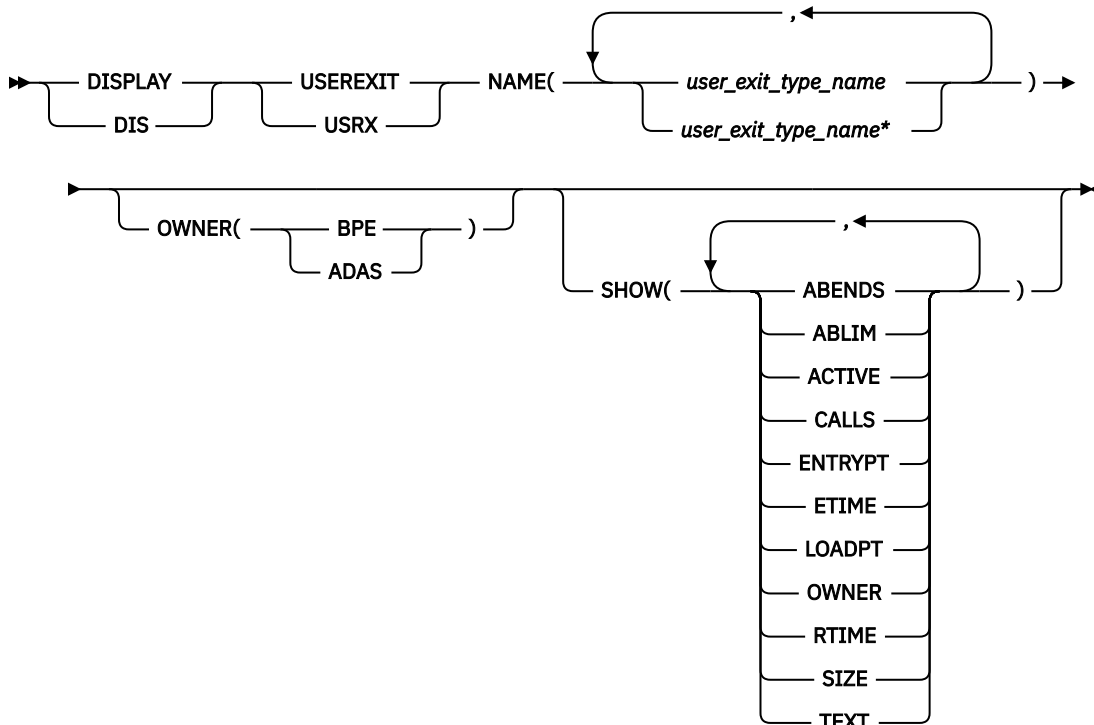 ,
DISPLAY USEREXIT NAME( user_exit_type_name )
DIS USRX user_exit_type_name*
OWNER( BPE )
ADAS
,
SHOW( ABENDS )
ABLIM
ACTIVE
CALLS
ENTRYPT
ETIME
LOADPT
OWNER
RTIME
SIZE
TEXT